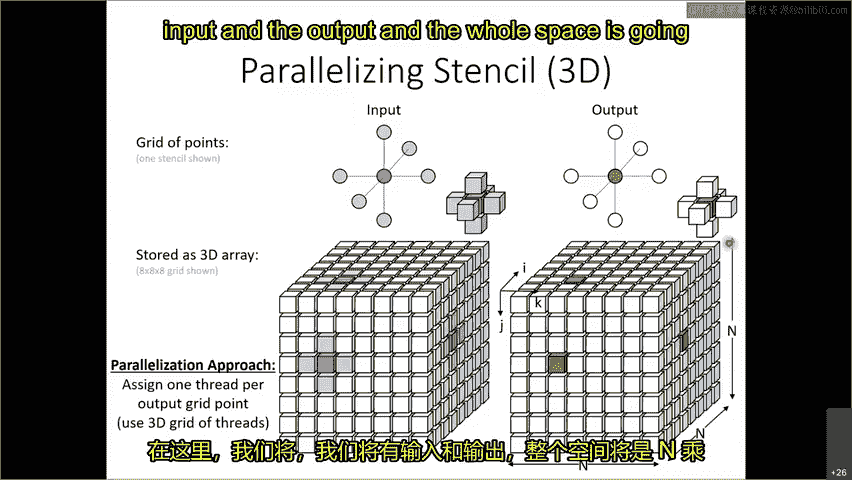 input and the output and the whole space is going
Parallelizing Stencil (3D)
Input
Output
Grid of points:
(one stencil shown)
Stored as 3D array:
(8x8x8 grid shown)
i
k
j
N
Parallelization Approach:
Assign one thread per
output grid point
(use 3D grid of threads)
N
在这里，我们将，我们将有输入和输出，整个空间将是 N 乘
N
+26